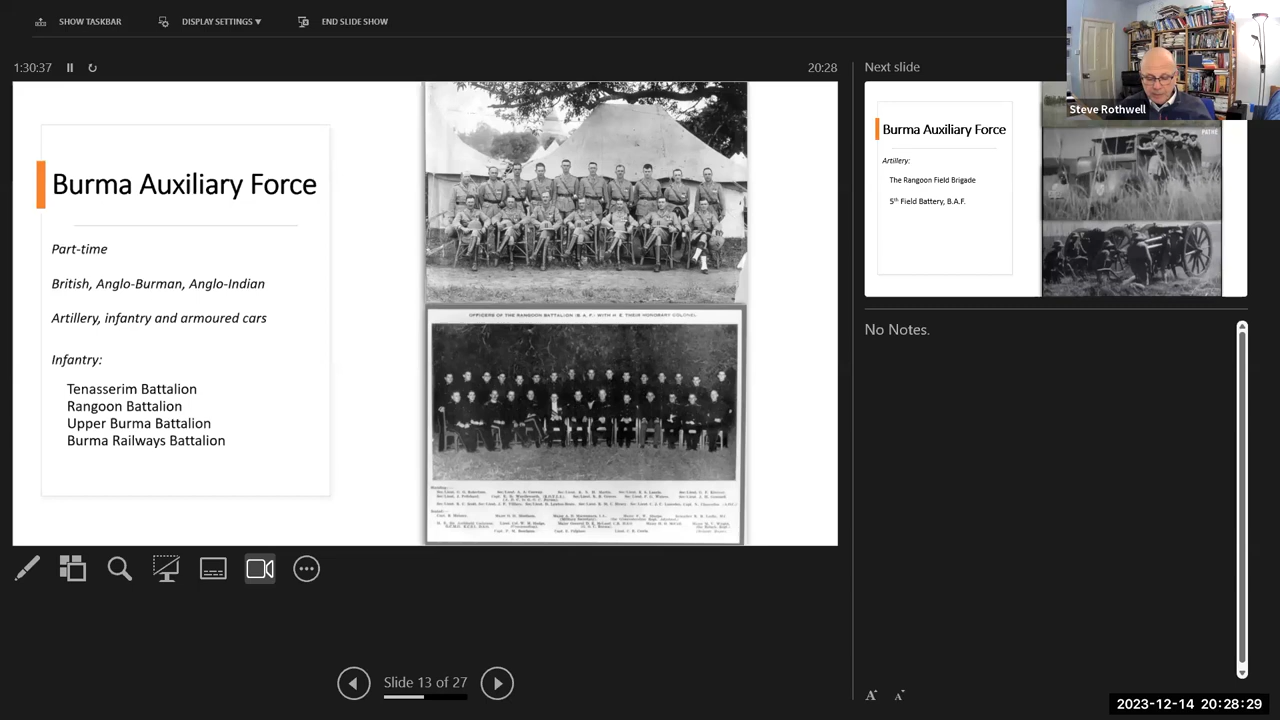 SHOW TASKBAR
DISPLAY SETTINGS ▼
END SLIDE SHOW
1:30:37
20:28
Burma Auxiliary Force
Part-time
British, Anglo-Burman, Anglo-Indian
Artillery, infantry and armoured cars
Infantry:
Tenasserim Battalion
Rangoon Battalion
Upper Burma Battalion
Burma Railways Battalion
OFFICERS OF THE RANGOON BATTALION (B.A.F.) WITH H.E. THEIR HONORARY COLONEL.
Slide 13 of 27
Next slide
Burma Auxiliary Force
Artillery:
The Rangoon Field Brigade
5th Field Battery, B.A.F.
PATHÉ
Steve Rothwell
No Notes.
A
A
2023-12-14 20:28:29